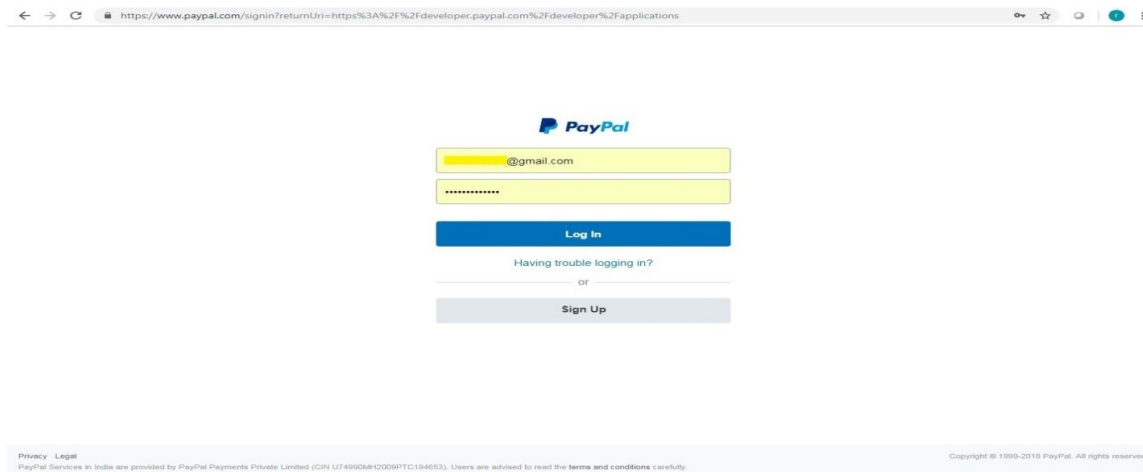 https://www.paypal.com/signin?returnUri=https%3A%2F%2Fdeveloper.paypal.com%2Fdeveloper%2Fapplications
r
PayPal
@gmail.com
•••••••••••••
Log In
Having trouble logging in?
or
Sign Up
Privacy Legal
Copyright © 1999-2018 PayPal. All rights reserved
PayPal Services in India are provided by PayPal Payments Private Limited (CIN U74990MH2009PTC194653). Users are advised to read the terms and conditions carefully.